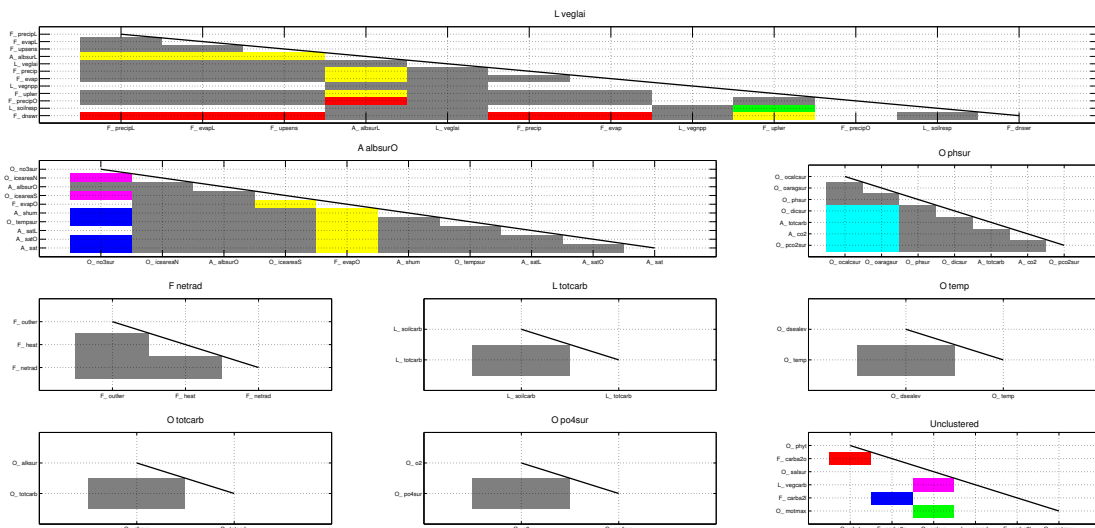 L veglai
F_ precipL
F_ evapL
F_ upsens
A_ albsurL
L_ veglai
F_ precip
F_ evap
L_ vegnpp
F_ uplwr
F_ precipO
L_ soilresp
F_ dnswr
F_ precipL F_ evapL F_ upsens A_ albsurL L_ veglai F_ precip F_ evap L_ vegnpp F_ uplwr F_ precipO L_ soilresp F_ dnswr
A albsurO
O_ no3sur
O_ iceareaN
A_ albsurO
O_ iceareaS
F_ evapO
A_ shum
O_ tempsur
A_ satL
A_ satO
A_ sat
O_ no3sur O_ iceareaN A_ albsurO O_ iceareaS F_ evapO A_ shum O_ tempsur A_ satL A_ satO A_ sat
O phsur
O_ ocalcsur
O_ oaragsur
O_ phsur
O_ dicsur
A_ totcarb
A_ co2
O_ pco2sur
O_ ocalcsur O_ oaragsur O_ phsur O_ dicsur A_ totcarb A_ co2 O_ pco2sur
F netrad
F_ outlwr
F_ heat
F_ netrad
F_ outlwr F_ heat F_ netrad
L totcarb
L_ soilcarb
L_ totcarb
L_ soilcarb L_ totcarb
O temp
O_ dsealev
O_ temp
O_ dsealev O_ temp
O totcarb
O_ alksur
O_ totcarb
O po4sur
O_ o2
O_ po4sur
Unclustered
O_ phyt
F_ carba2o
O_ salsur
L_ vegcarb
F_ carba2l
O_ motmax